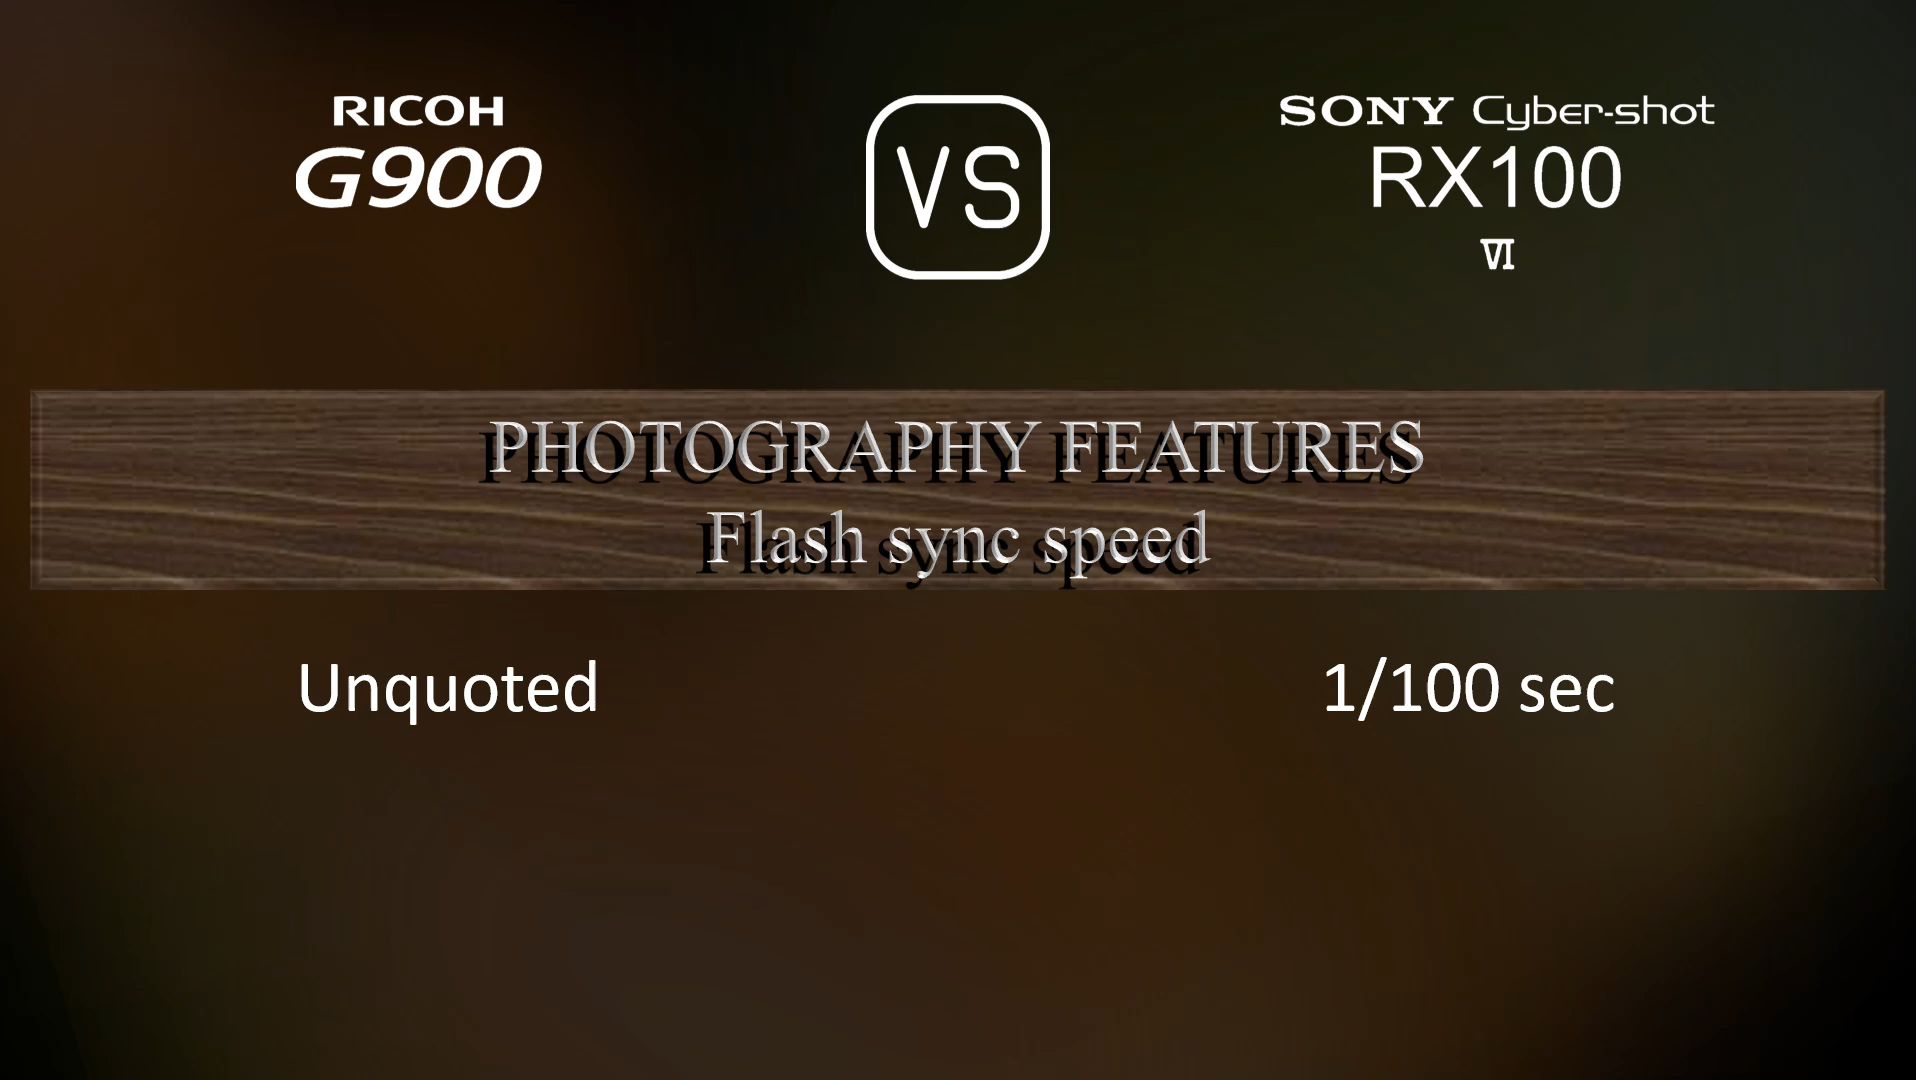 RICOH
G900
VS
SONY Cyber-shot
RX100
VI
PHOTOGRAPHY FEATURES
Flash sync speed
Unquoted
1/100 sec